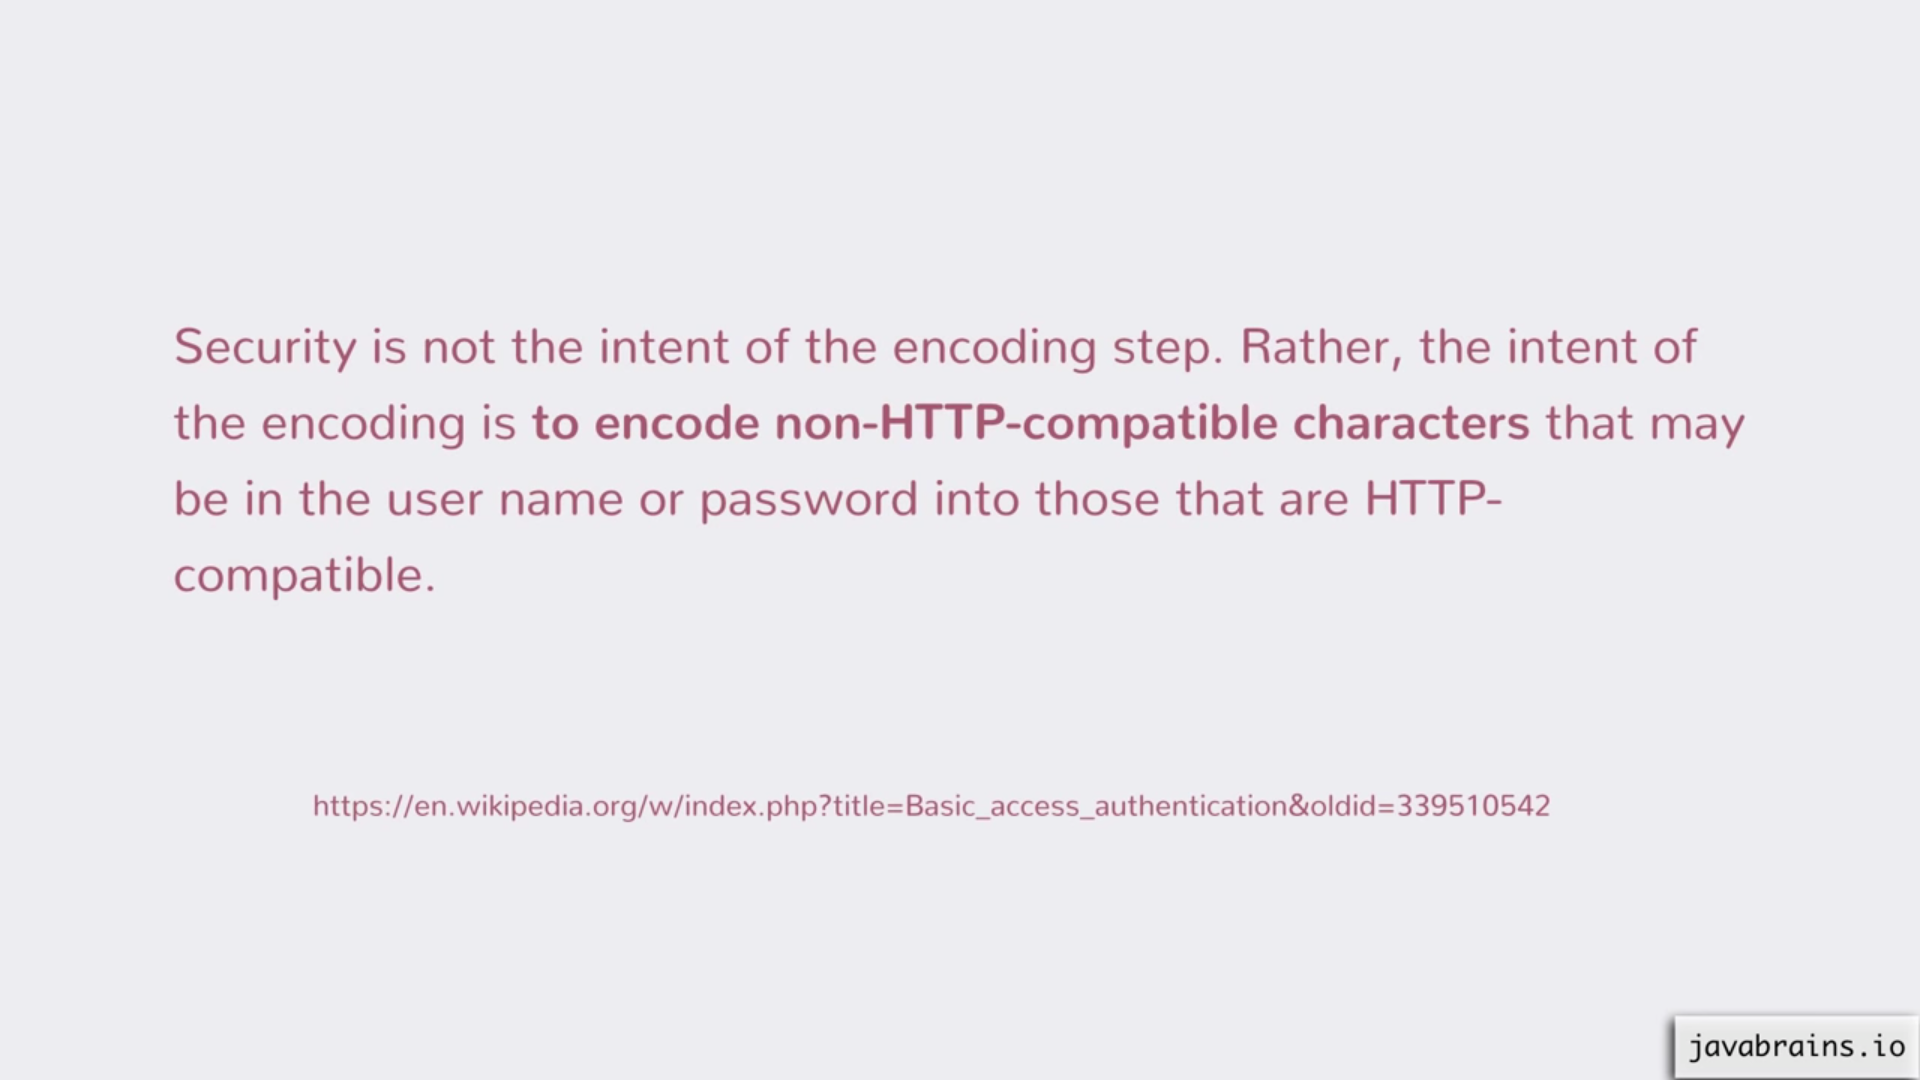 Security is not the intent of the encoding step. Rather, the intent of
the encoding is to encode non-HTTP-compatible characters that may
be in the user name or password into those that are HTTP-
compatible.
https://en.wikipedia.org/w/index.php?title=Basic_access_authentication&oldid=339510542
javabrains.io